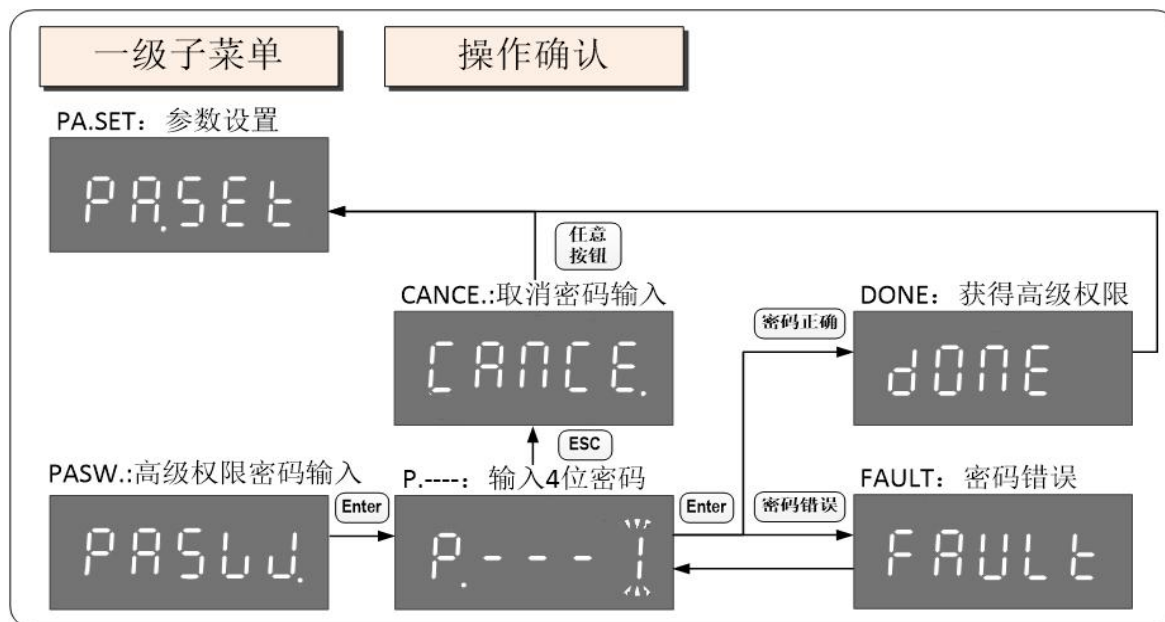 一级子菜单
操作确认
PA.SET：参数设置
PA.SEt
任意
按钮
CANCE.:取消密码输入
CANCE.
密码正确
DONE：获得高级权限
dONE
ESC
PASW.:高级权限密码输入
PASW.
Enter
P.----：输入4位密码
P.---1
Enter
密码错误
FAULT：密码错误
FAULt